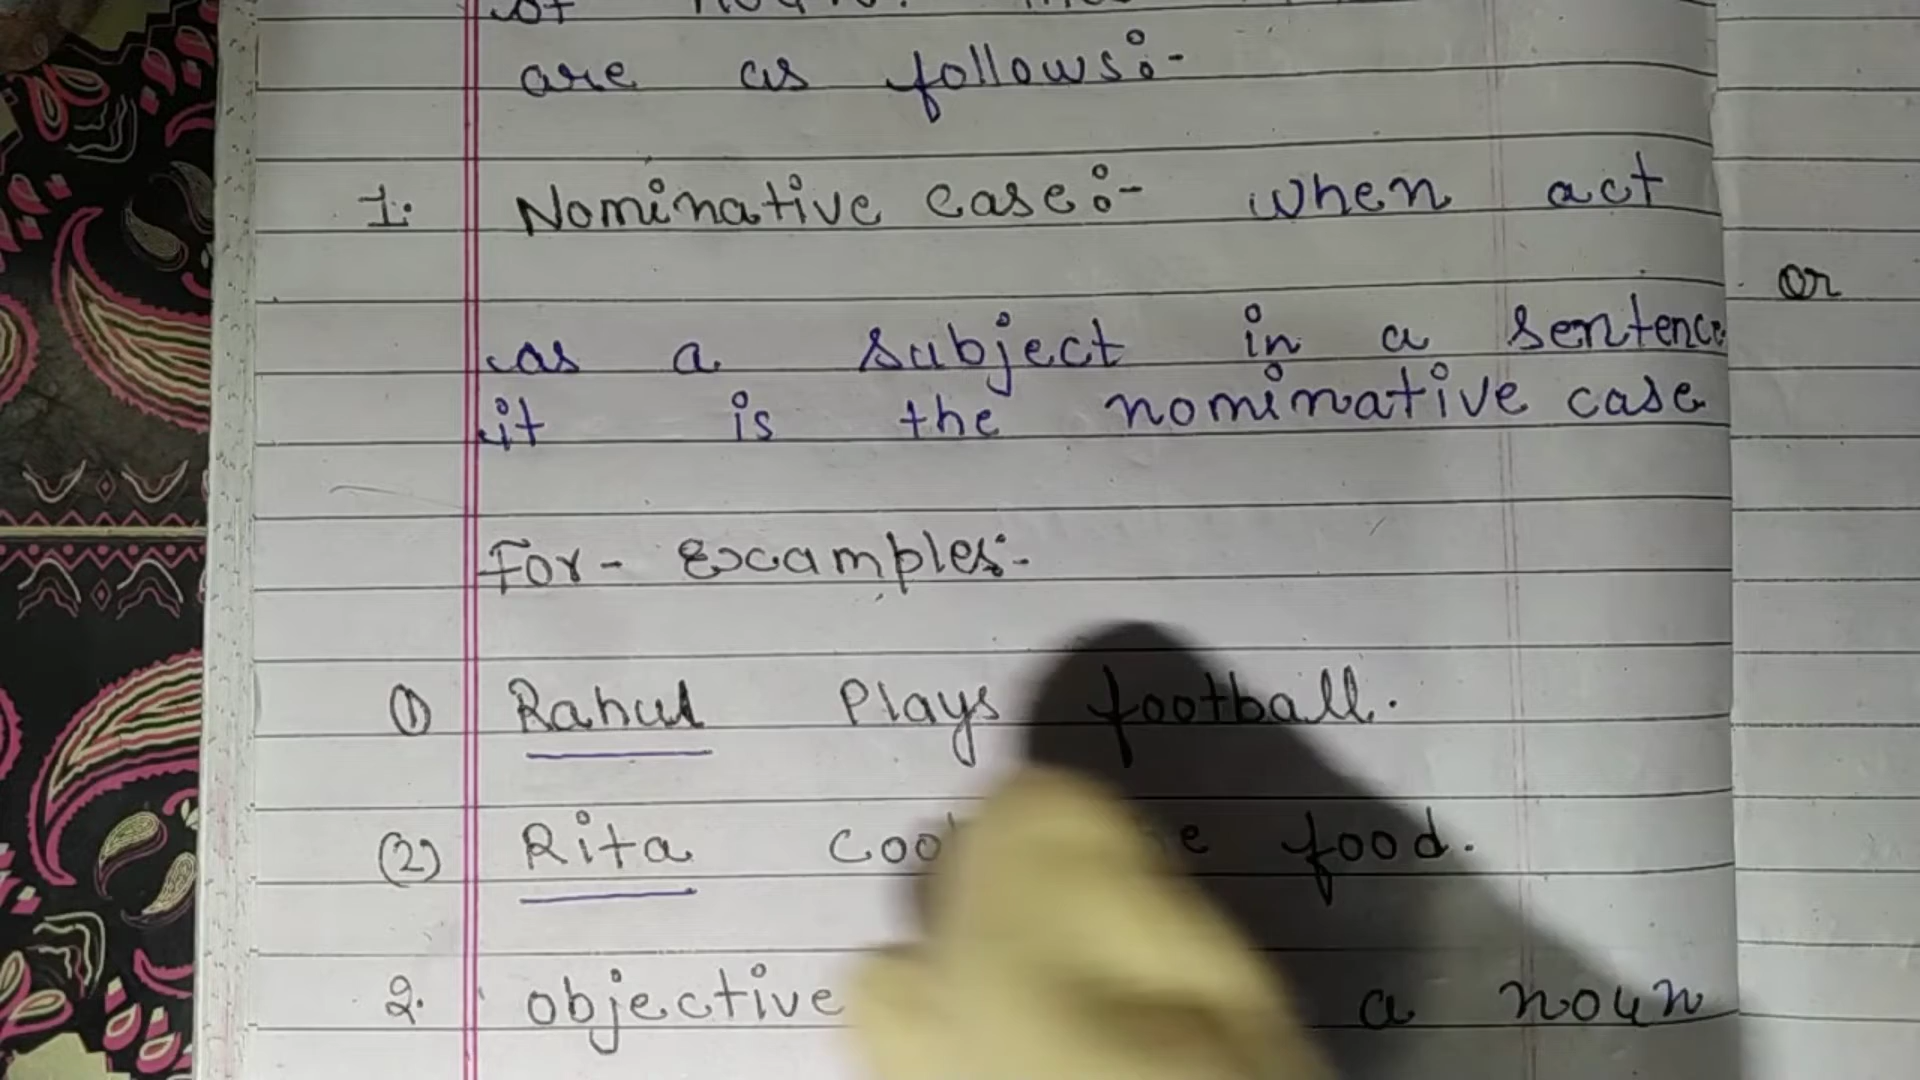 are as follows:-
1. Nominative case:- when act
or
as a subject in a sentence
it is the nominative case
For- Examples:-
(1) Rahul Plays football.
(2) Rita food.
2. objective a noun